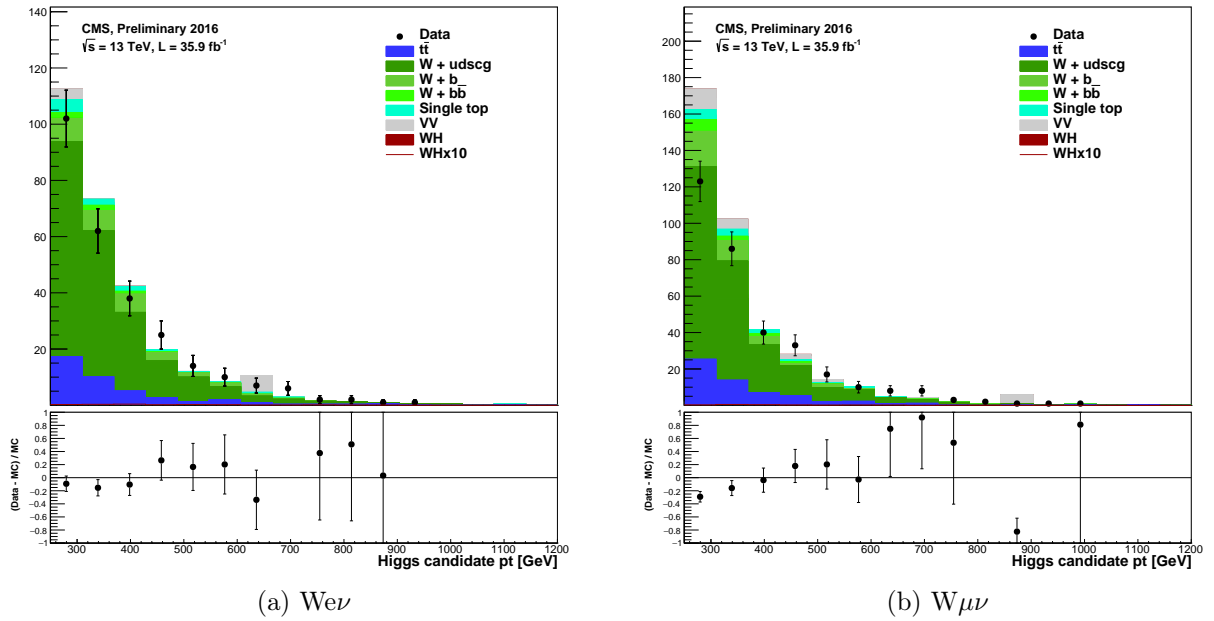 140
120
100
80
60
40
20
CMS, Preliminary 2016
√s = 13 TeV, L = 35.9 fb⁻¹
Data
tt̄
W + udscg
W + b
W + bb̄
Single top
VV
WH
WHx10
(Data - MC) / MC
1
0.8
0.6
0.4
0.2
0
−0.2
−0.4
−0.6
−0.8
−1
300 400 500 600 700 800 900 1000 1100 1200
Higgs candidate pt [GeV]
(a) Weν
200
180
160
140
120
100
80
60
40
20
CMS, Preliminary 2016
√s = 13 TeV, L = 35.9 fb⁻¹
Data
tt̄
W + udscg
W + b
W + bb̄
Single top
VV
WH
WHx10
(Data - MC) / MC
1
0.8
0.6
0.4
0.2
0
−0.2
−0.4
−0.6
−0.8
−1
300 400 500 600 700 800 900 1000 1100 1200
Higgs candidate pt [GeV]
(b) Wμν